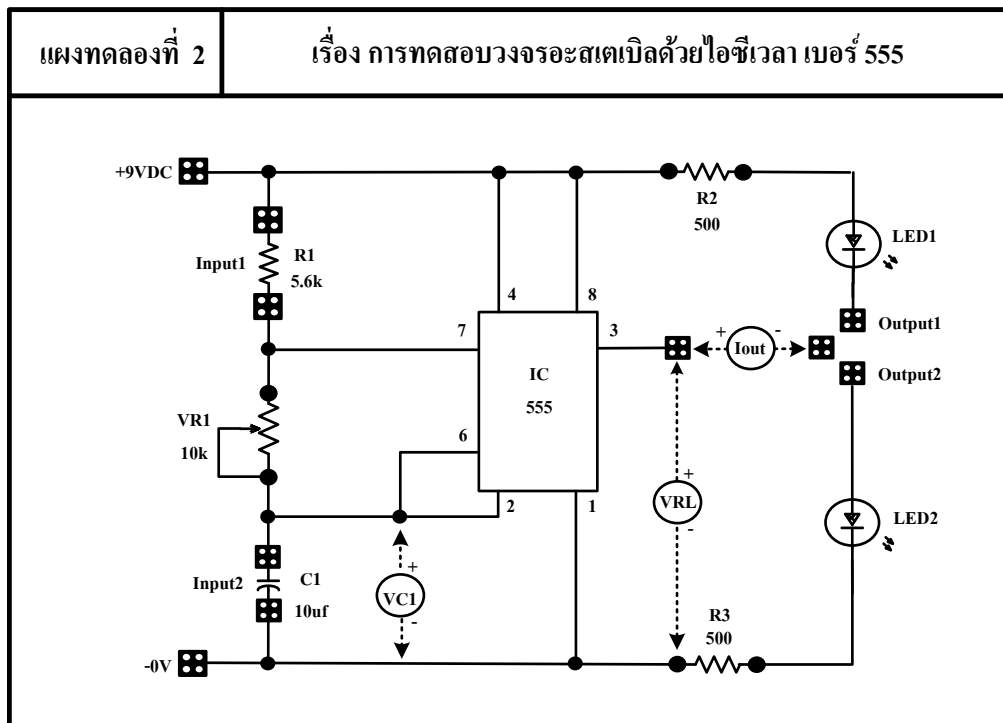 แผงทดลองที่ 2
เรื่อง การทดสอบวงจรอะสเตเบิลด้วยไอซีเวลา เบอร์ 555
+9VDC
R2
500
LED1
Input1
R1
5.6k
4
8
7
3
+
-
Iout
Output1
Output2
IC
555
VR1
10k
6
2
1
+
VRL
-
LED2
Input2
C1
10uf
+
VC1
-
R3
500
-0V